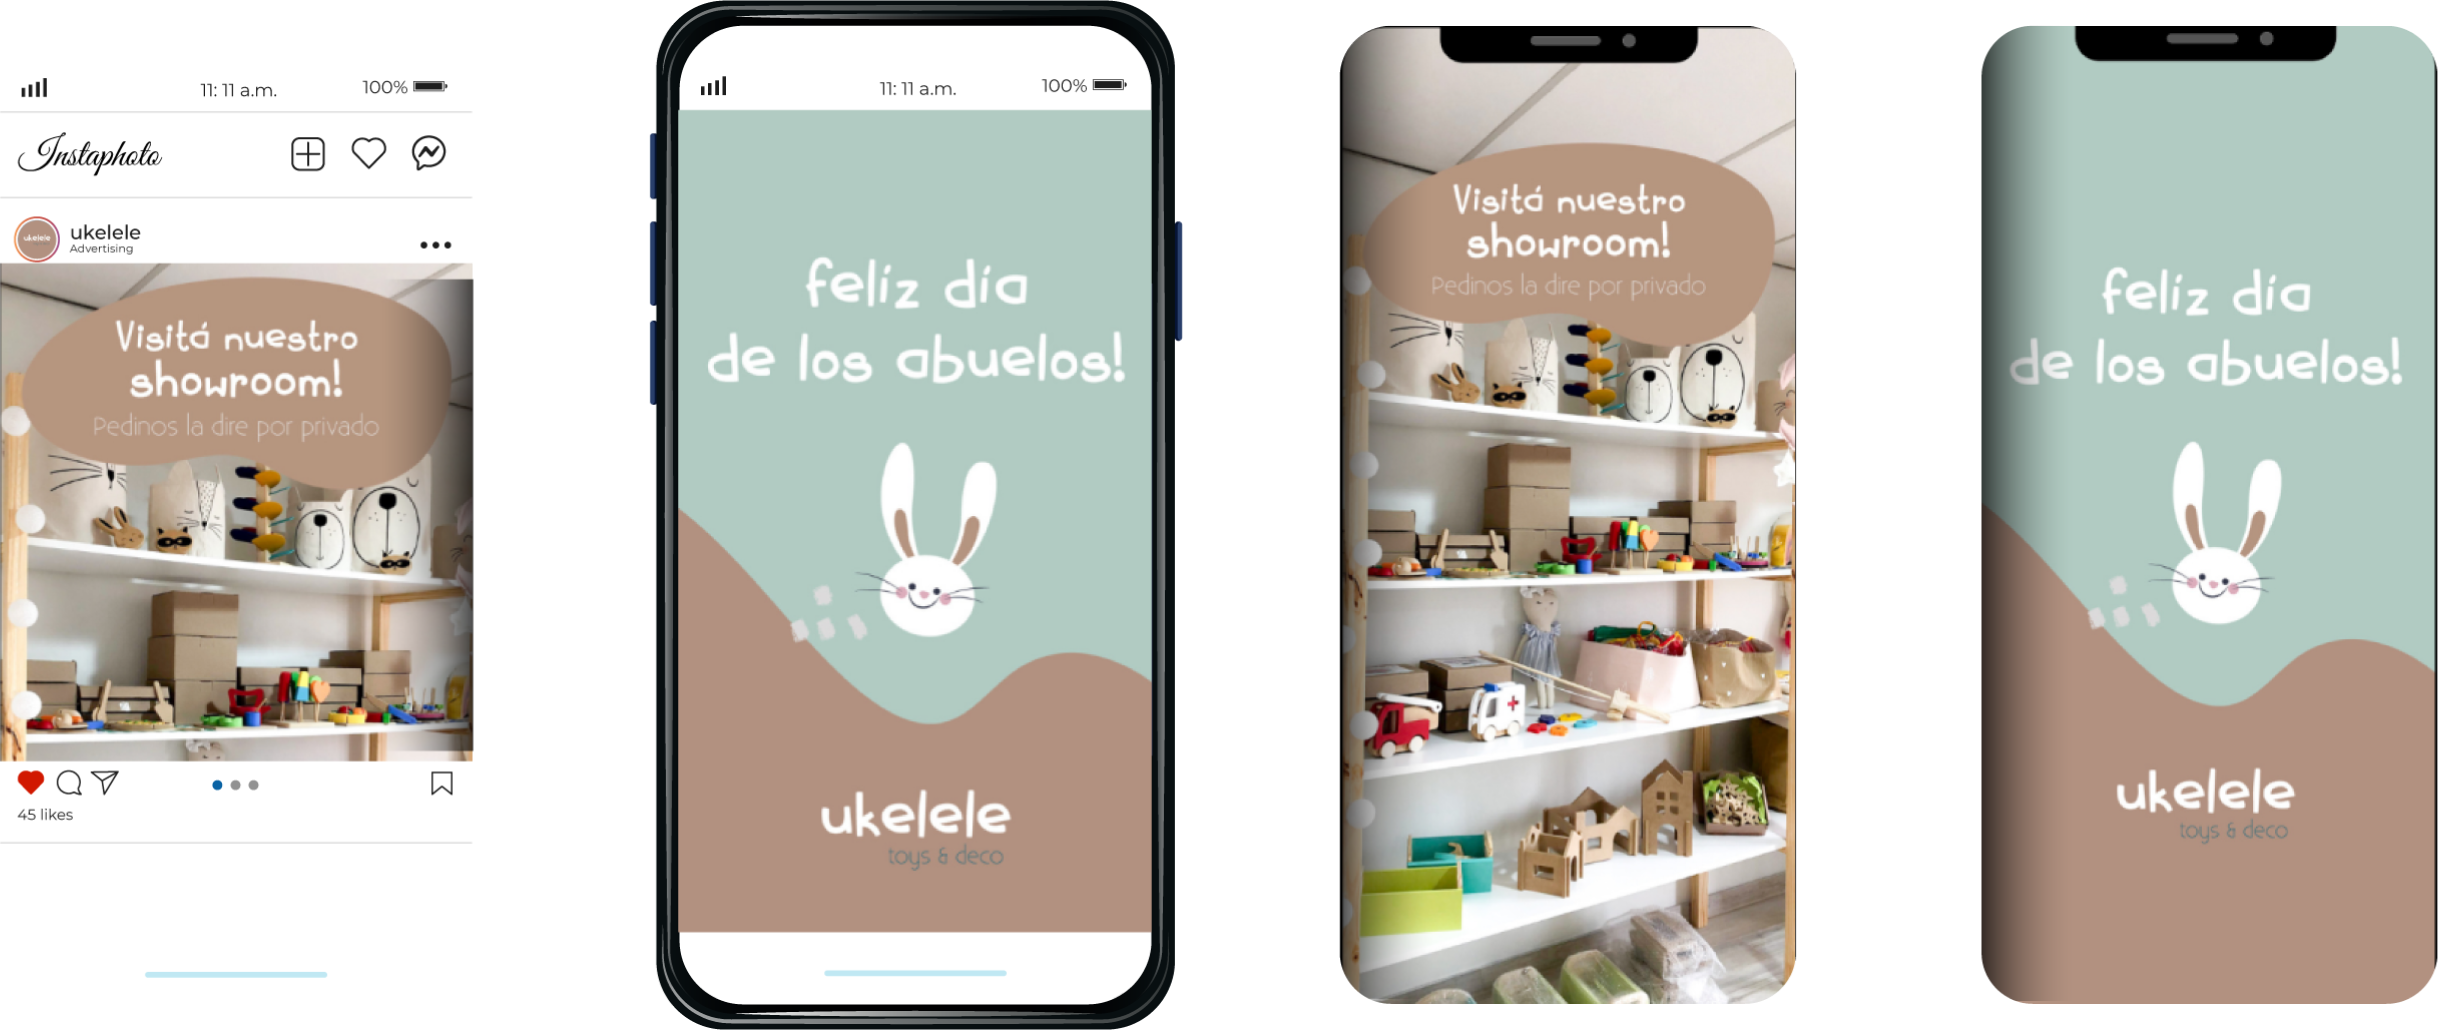 11: 11 a.m.
100%
Instaphoto
ukelele
ukelele
Advertising
Visitá nuestro
showroom!
Pedinos la dire por privado
45 likes
11: 11 a.m.
100%
feliz día
de los abuelos!
ukelele
toys & deco
Visitá nuestro
showroom!
Pedinos la dire por privado
feliz día
de los abuelos!
ukelele
toys & deco